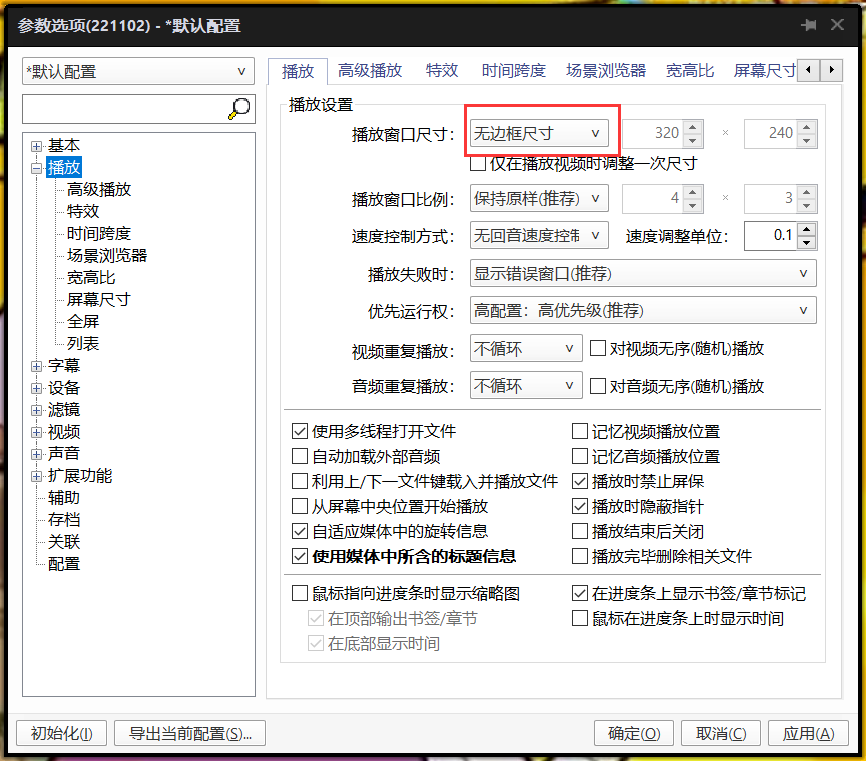 参数选项(221102) - *默认配置
*默认配置
基本
播放
高级播放
特效
时间跨度
场景浏览器
宽高比
屏幕尺寸
全屏
列表
字幕
设备
滤镜
视频
声音
扩展功能
辅助
存档
关联
配置
播放 高级播放 特效 时间跨度 场景浏览器 宽高比 屏幕尺寸
播放设置
播放窗口尺寸: 无边框尺寸 320 × 240
仅在播放视频时调整一次尺寸
播放窗口比例: 保持原样(推荐) 4 × 3
速度控制方式: 无回音速度控制 速度调整单位: 0.1
播放失败时: 显示错误窗口(推荐)
优先运行权: 高配置: 高优先级(推荐)
视频重复播放: 不循环 对视频无序(随机)播放
音频重复播放: 不循环 对音频无序(随机)播放
使用多线程打开文件 记忆视频播放位置
自动加载外部音频 记忆音频播放位置
利用上/下一文件键载入并播放文件 播放时禁止屏保
从屏幕中央位置开始播放 播放时隐蔽指针
自适应媒体中的旋转信息 播放结束后关闭
使用媒体中所含的标题信息 播放完毕删除相关文件
鼠标指向进度条时显示缩略图 在进度条上显示书签/章节标记
在顶部输出书签/章节 鼠标在进度条上时显示时间
在底部显示时间
初始化(I) 导出当前配置(S)... 确定(O) 取消(C) 应用(A)